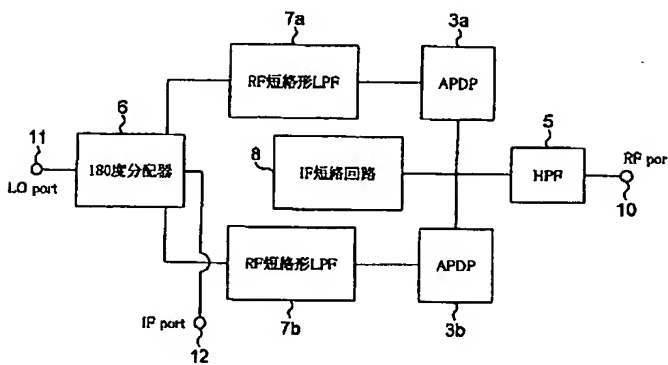 7a
3a
RF短絡形LPF
APDP
6
5
11
8
RF por
180度分配器
IF短絡回路
HPF
LO port
10
RF短絡形LPF
APDP
IF port
7b
3b
12